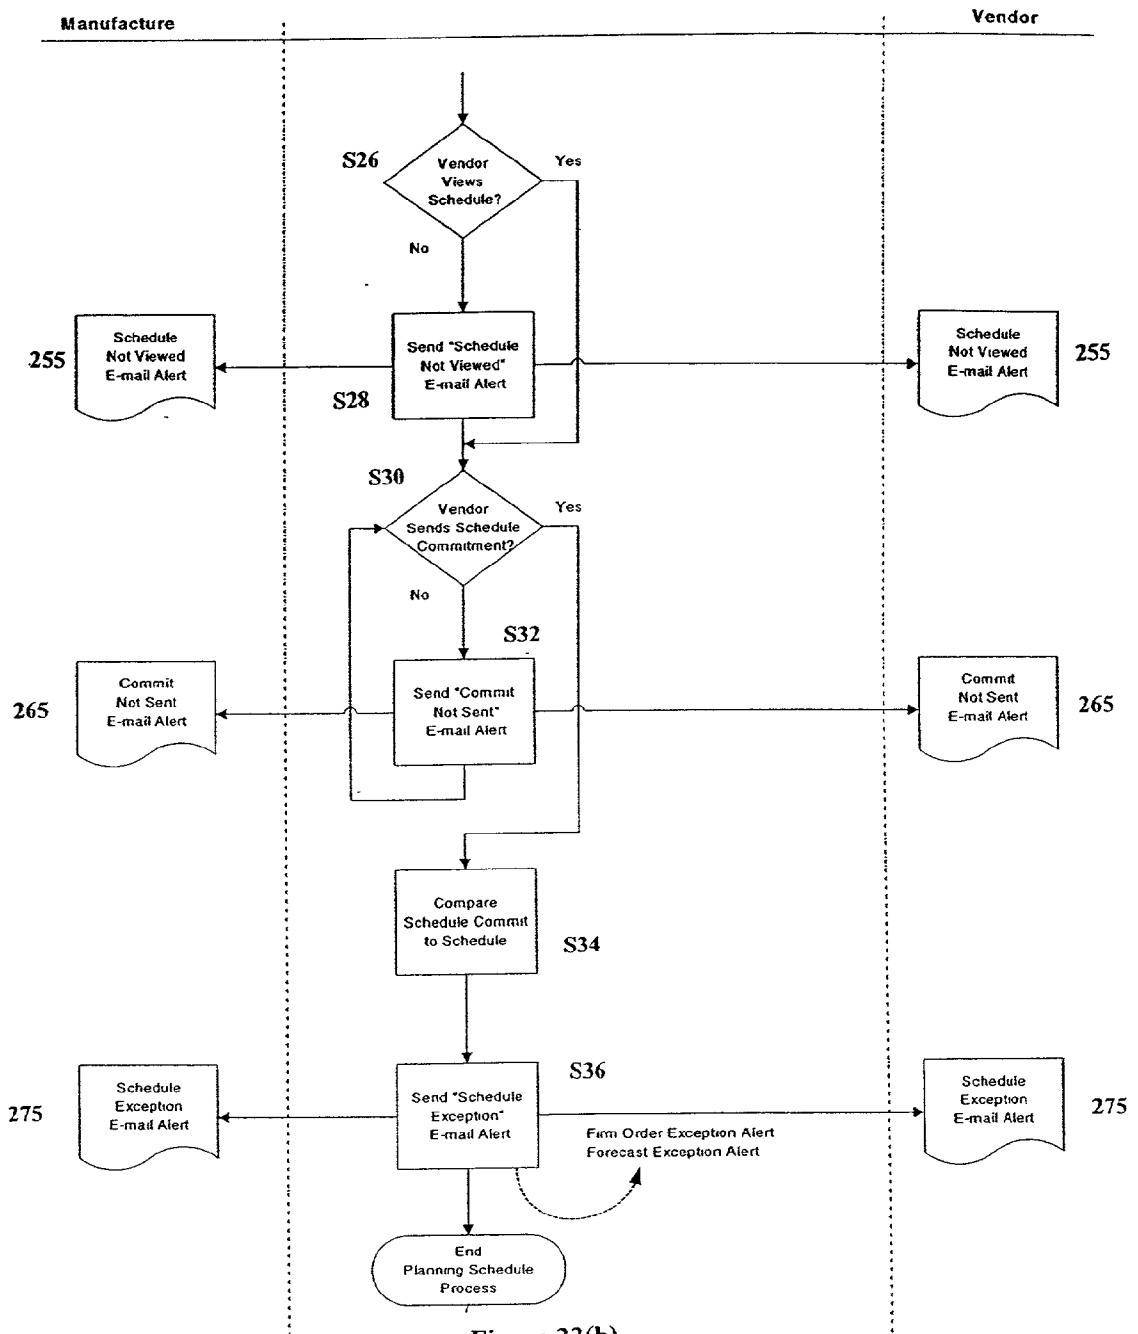 Manufacture
Vendor
S26
Vendor
Views
Schedule?
Yes
No
255
Schedule
Not Viewed
E-mail Alert
Send "Schedule
Not Viewed"
E-mail Alert
S28
Schedule
Not Viewed
E-mail Alert
255
S30
Vendor
Sends Schedule
Commitment?
Yes
No
S32
265
Commit
Not Sent
E-mail Alert
Send "Commit
Not Sent"
E-mail Alert
Commit
Not Sent
E-mail Alert
265
Compare
Schedule Commit
to Schedule
S34
S36
275
Schedule
Exception
E-mail Alert
Send "Schedule
Exception"
E-mail Alert
Schedule
Exception
E-mail Alert
275
Firm Order Exception Alert
Forecast Exception Alert
End
Planning Schedule
Process
Figure 33(b)